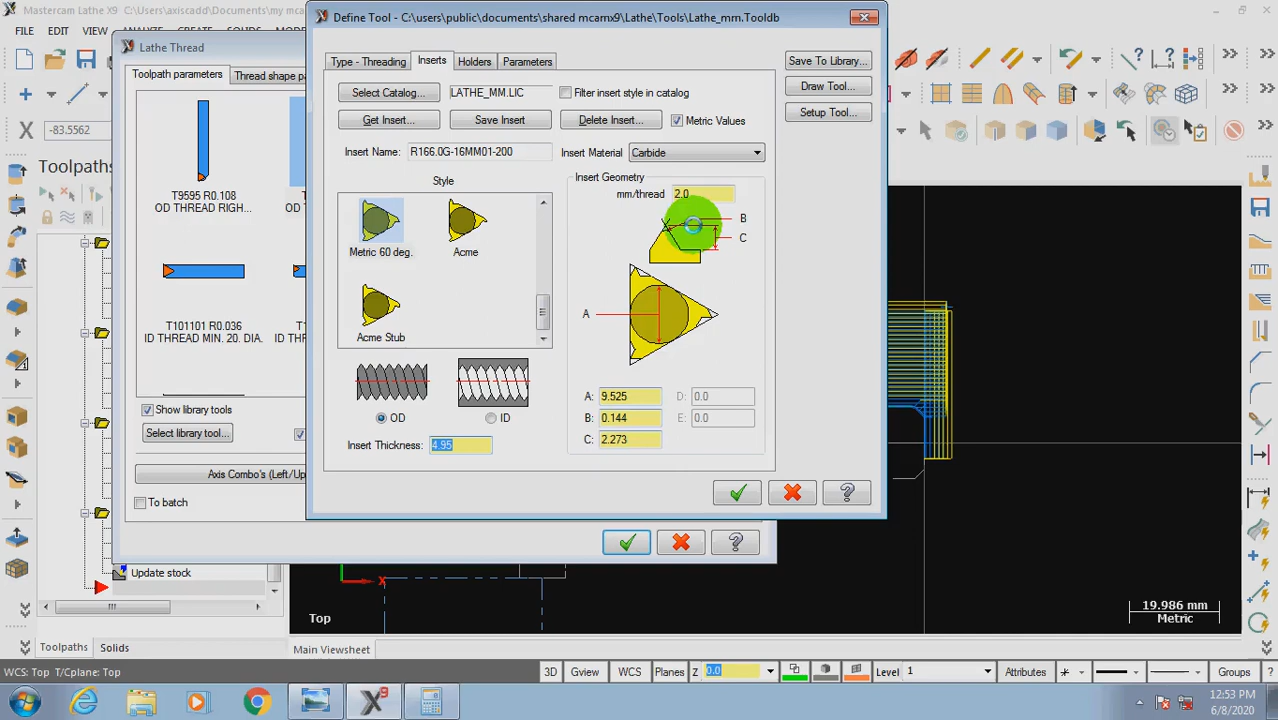 Mastercam Lathe X9
C:\Users\axiscadd\Documents\my mc
FILE EDIT VIEW ANALYZE CREATE SOLIDS
-83.5562
Toolpaths
Update stock
Toolpaths Solids
Lathe Thread
Toolpath parameters Thread shape pa
T9595 R0.108
OD THREAD RIGH...
T101101 R0.036
ID THREAD MIN. 20. DIA.
ID
Show library tools
Select library tool...
Axis Combo's (Left/Up
To batch
Define Tool - C:\users\public\documents\shared mcamx9\Lathe\Tools\Lathe_mm.Tooldb
Type - Threading Inserts Holders Parameters
Save To Library...
Draw Tool...
Setup Tool...
Select Catalog... LATHE_MM.LIC Filter insert style in catalog
Get Insert... Save Insert Delete Insert... Metric Values
Insert Name: R166.0G-16MM01-200 Insert Material Carbide
Style
Metric 60 deg. Acme
Acme Stub
OD ID
Insert Thickness: 4.95
Insert Geometry
mm/thread 2.0
B
C
A
A: 9.525 D: 0.0
B: 0.144 E: 0.0
C: 2.273
Top
19.986 mm
Metric
Main Viewsheet
WCS: Top T/Cplane: Top 3D Gview WCS Planes Z 0.0 Level 1 Attributes Groups
12:53 PM
6/8/2020